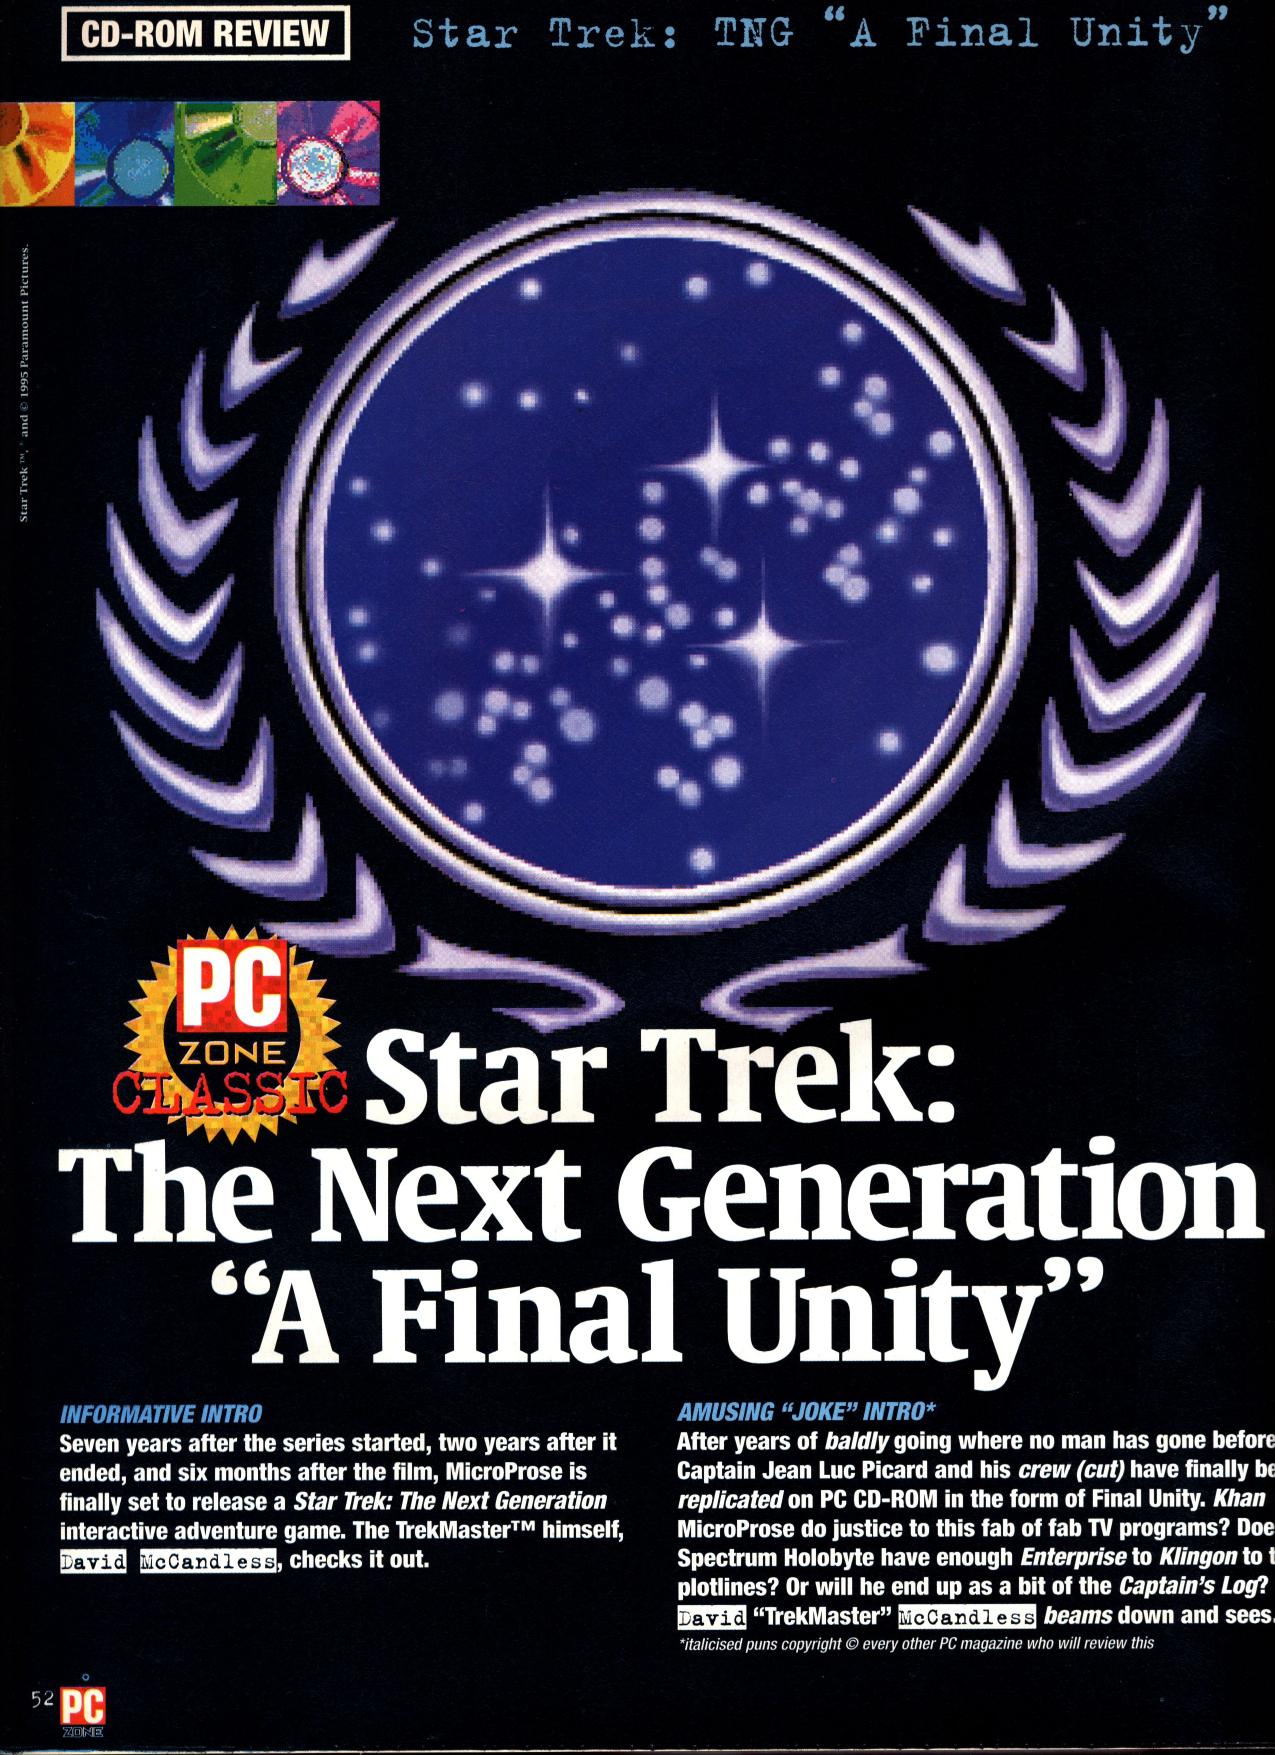 CD-ROM REVIEW
Star Trek: TNG “A Final Unity”
Star Trek ™, ® and © 1995 Paramount Pictures.
PC
ZONE
CLASSIC
Star Trek:
The Next Generation
“A Final Unity”
INFORMATIVE INTRO
Seven years after the series started, two years after it
ended, and six months after the film, MicroProse is
finally set to release a Star Trek: The Next Generation
interactive adventure game. The TrekMaster™ himself,
David McCandless, checks it out.
AMUSING “JOKE” INTRO*
After years of baldly going where no man has gone before
Captain Jean Luc Picard and his crew (cut) have finally be
replicated on PC CD-ROM in the form of Final Unity. Khan
MicroProse do justice to this fab of fab TV programs? Doe
Spectrum Holobyte have enough Enterprise to Klingon to t
plotlines? Or will he end up as a bit of the Captain’s Log?
David “TrekMaster” McCandless beams down and sees.
*italicised puns copyright © every other PC magazine who will review this
52 PC
ZONE